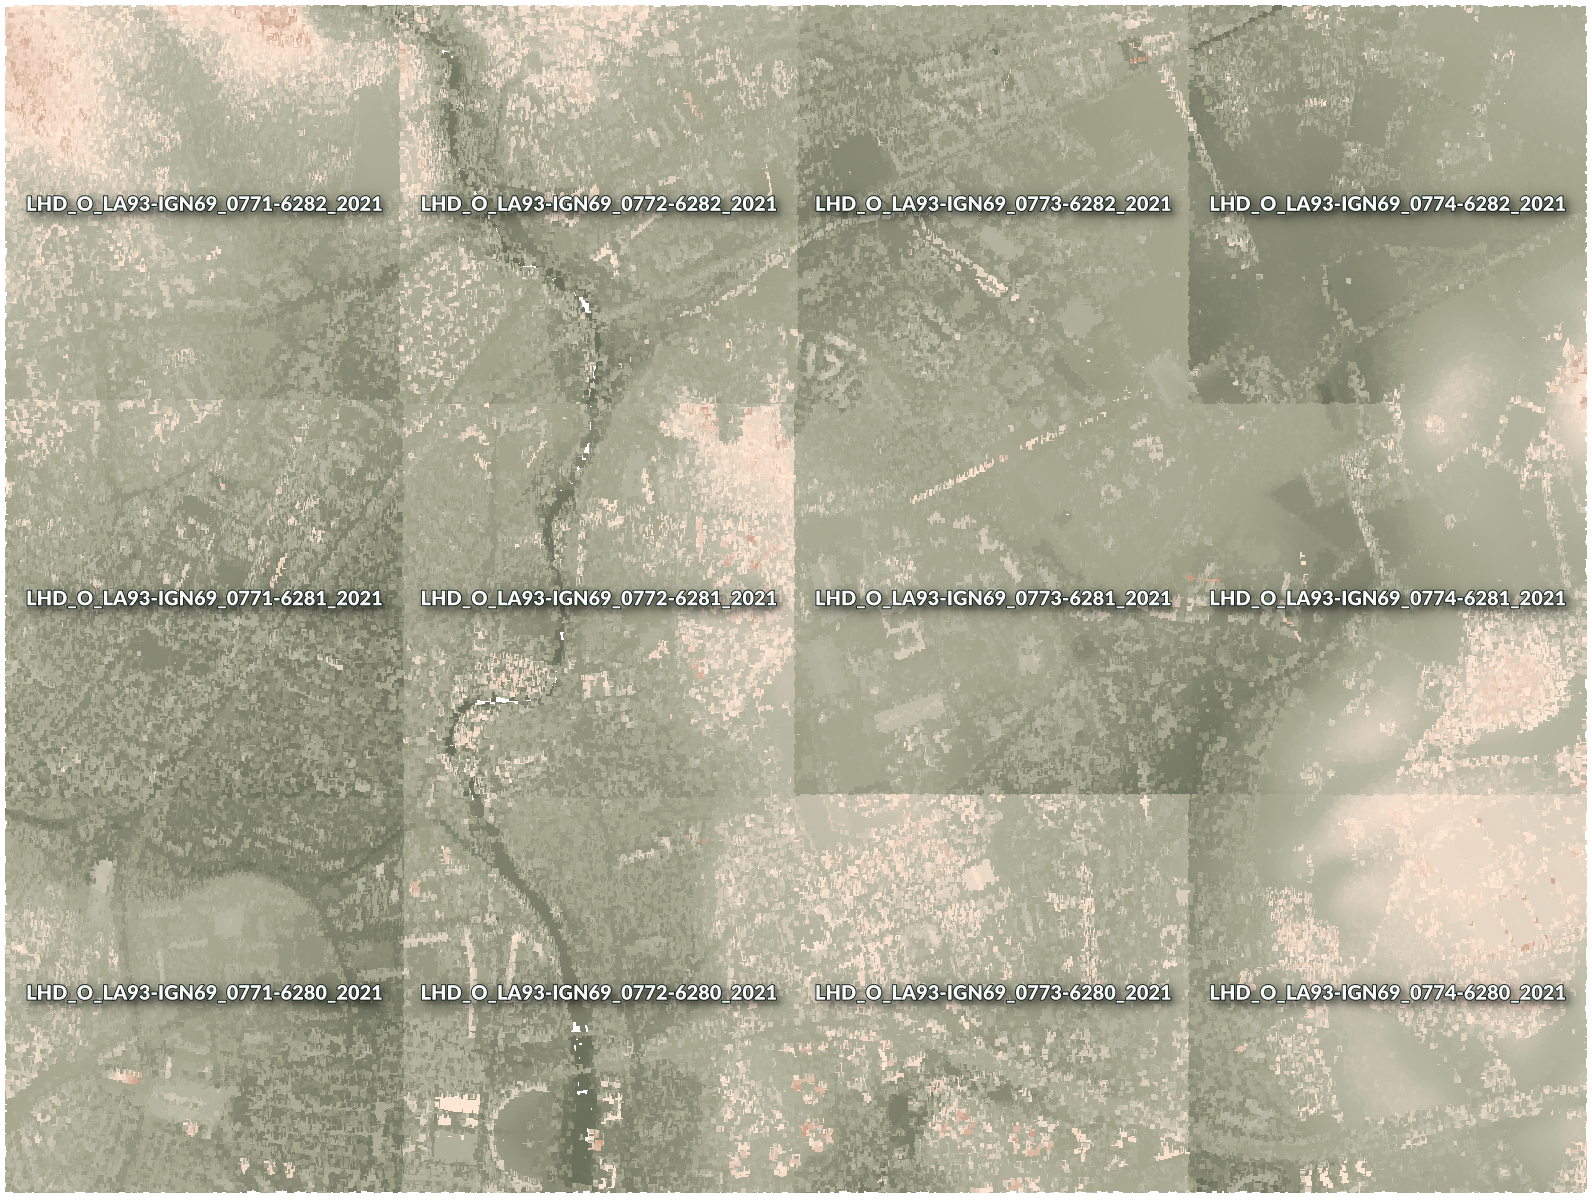 LHD_O_LA93-IGN69_0771-6282_2021
LHD_O_LA93-IGN69_0772-6282_2021
LHD_O_LA93-IGN69_0773-6282_2021
LHD_O_LA93-IGN69_0774-6282_2021
LHD_O_LA93-IGN69_0771-6281_2021
LHD_O_LA93-IGN69_0772-6281_2021
LHD_O_LA93-IGN69_0773-6281_2021
LHD_O_LA93-IGN69_0774-6281_2021
LHD_O_LA93-IGN69_0771-6280_2021
LHD_O_LA93-IGN69_0772-6280_2021
LHD_O_LA93-IGN69_0773-6280_2021
LHD_O_LA93-IGN69_0774-6280_2021